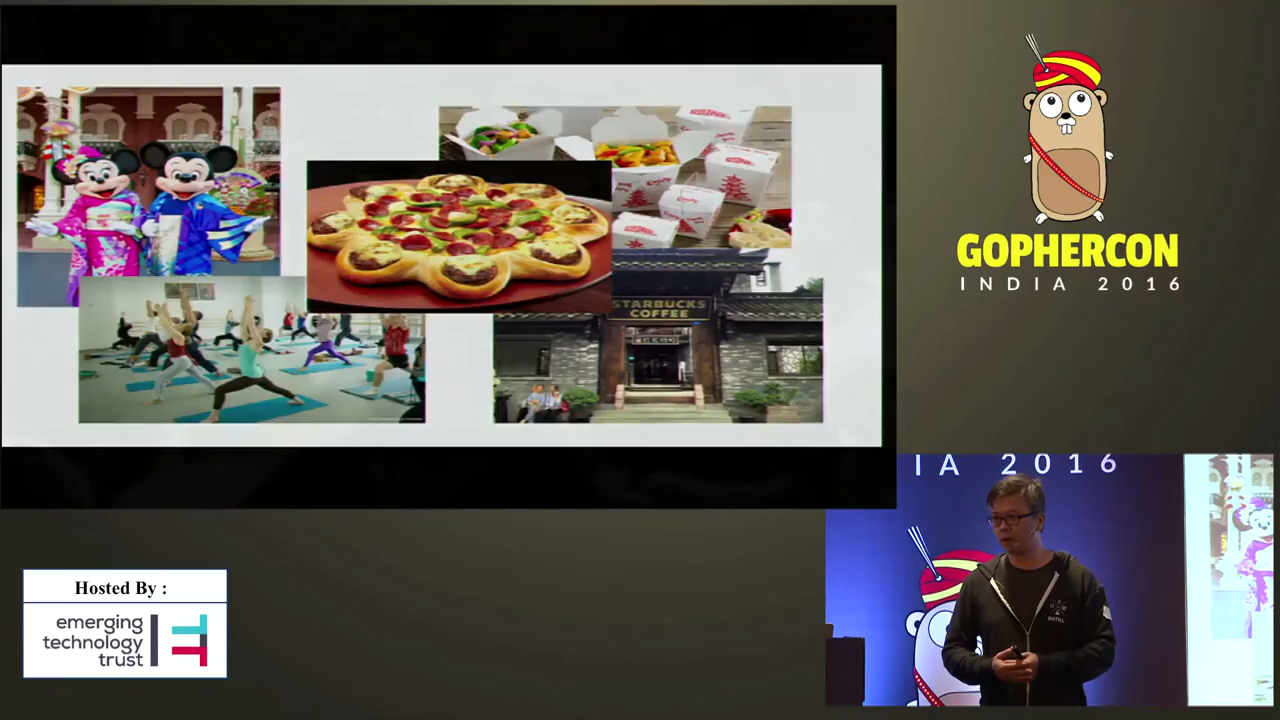 STARBUCKS
COFFEE
GOPHERCON
INDIA 2016
IA 2016
Hosted By :
emerging
technology
trust